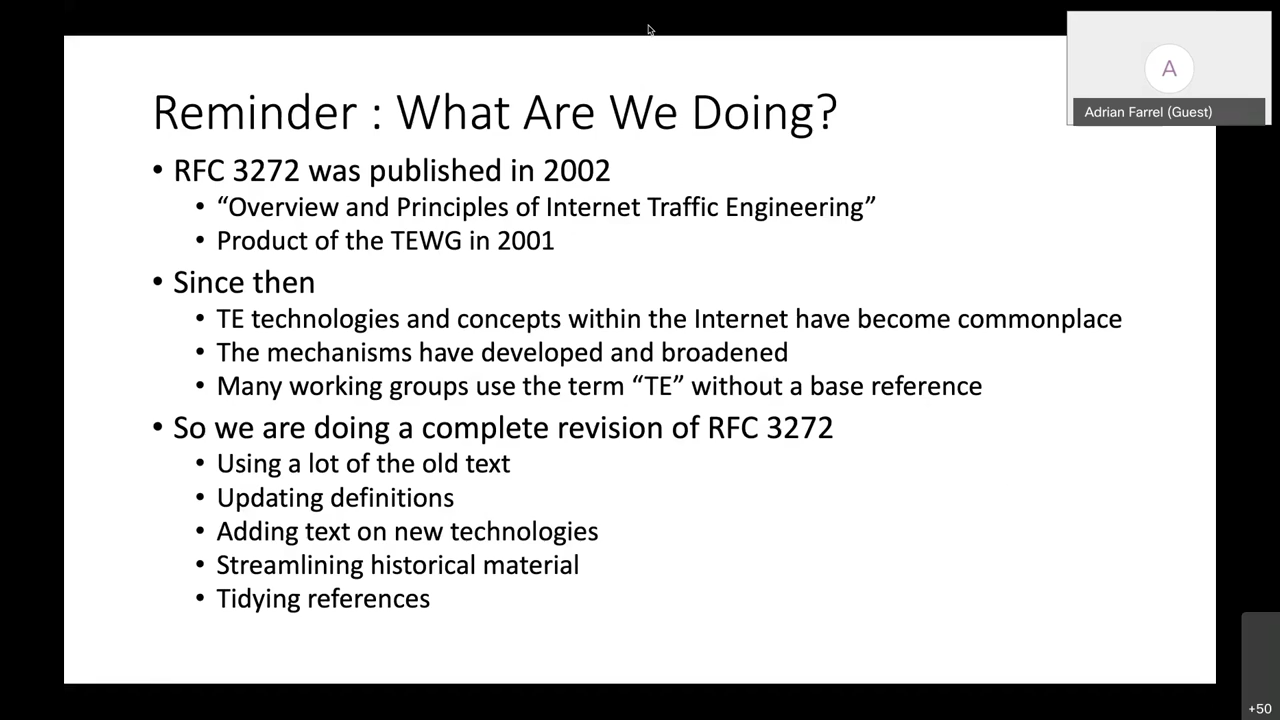 Reminder : What Are We Doing?
• RFC 3272 was published in 2002
• “Overview and Principles of Internet Traffic Engineering”
• Product of the TEWG in 2001
• Since then
• TE technologies and concepts within the Internet have become commonplace
• The mechanisms have developed and broadened
• Many working groups use the term “TE” without a base reference
• So we are doing a complete revision of RFC 3272
• Using a lot of the old text
• Updating definitions
• Adding text on new technologies
• Streamlining historical material
• Tidying references
A
Adrian Farrel (Guest)
+50